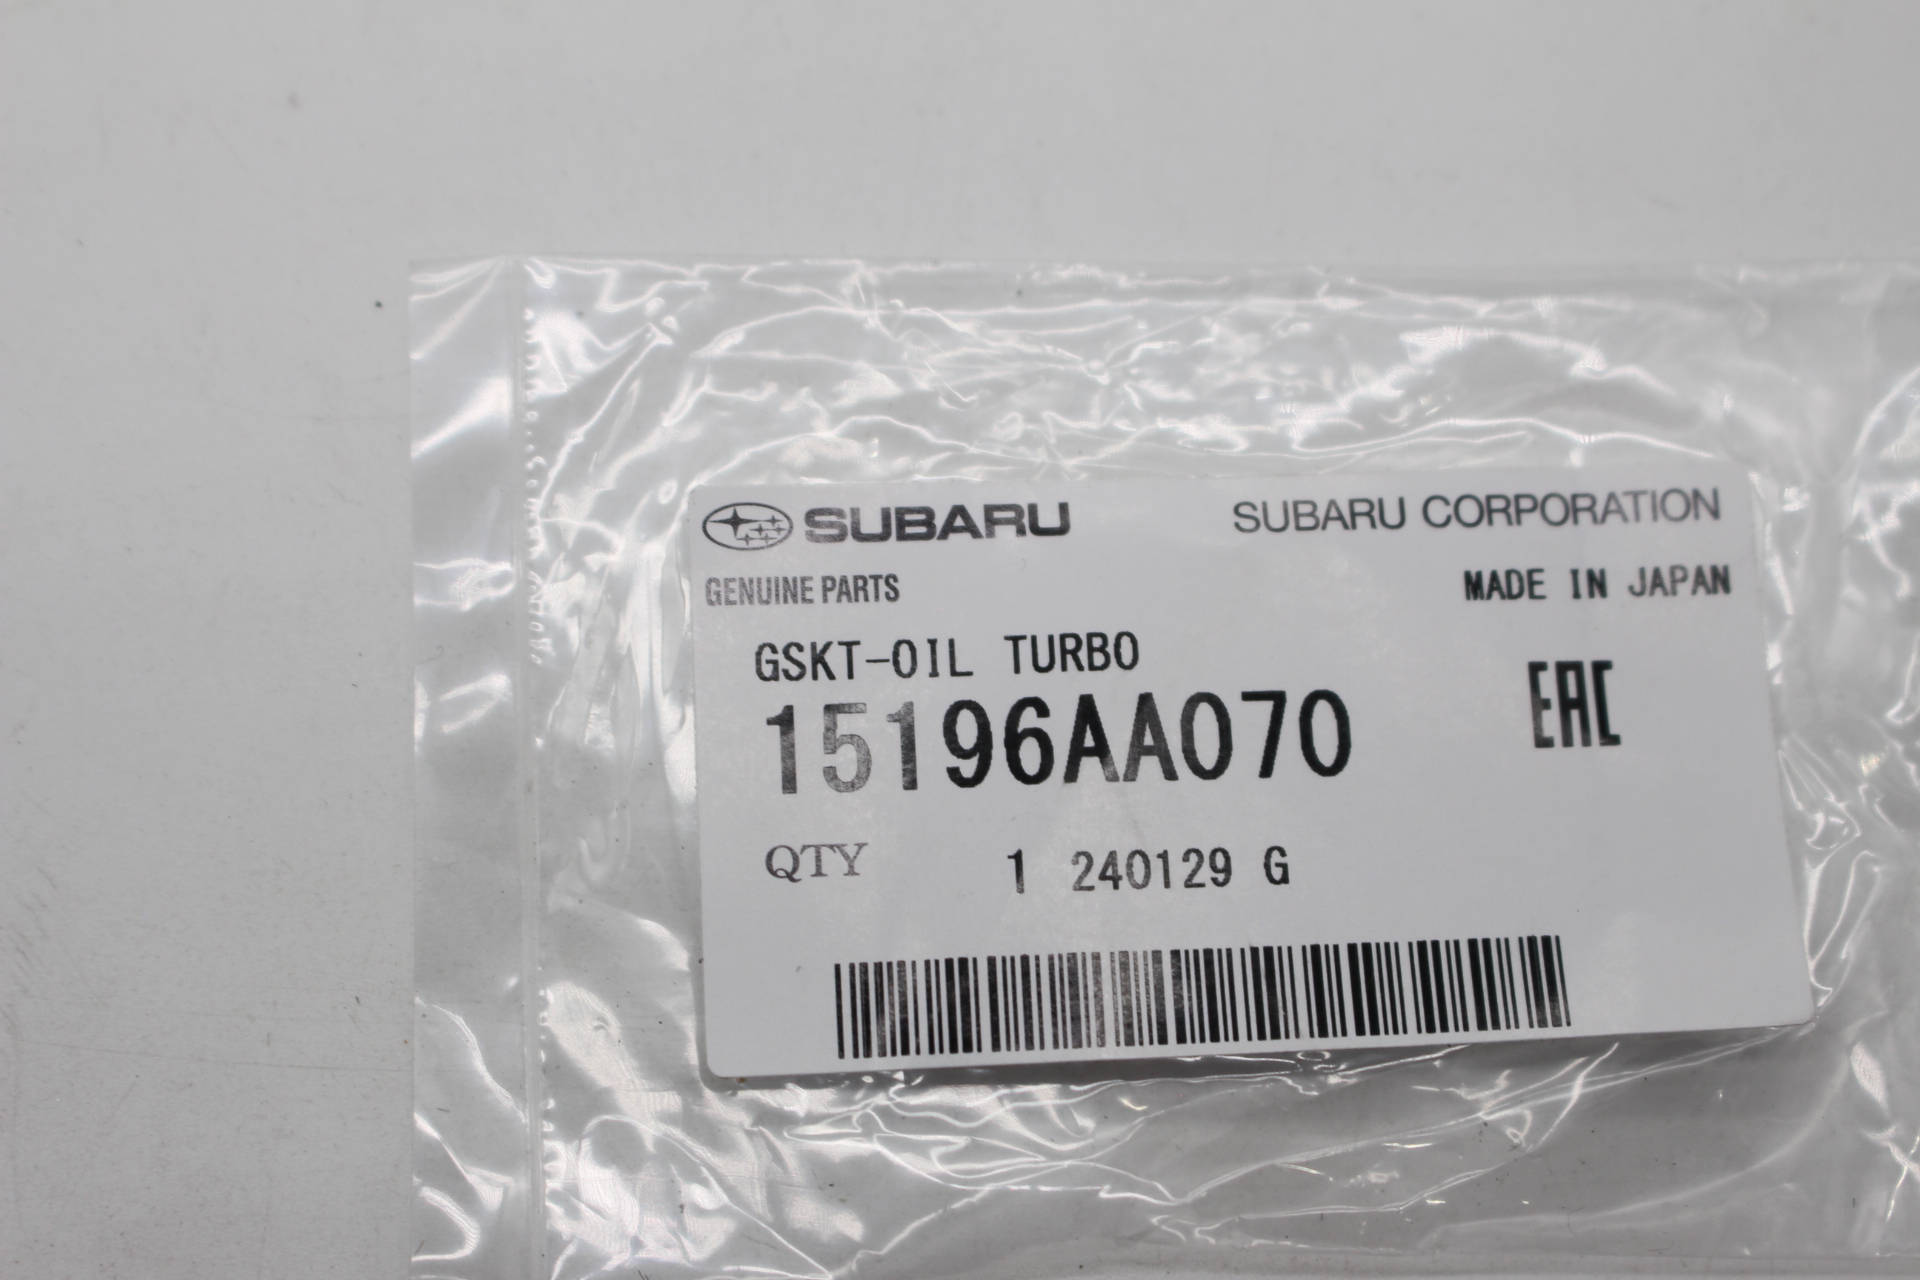 SUBARU SUBARU CORPORATION
GENUINE PARTS MADE IN JAPAN
GSKT-OIL TURBO
15196AA070 EAC
QTY 1 240129 G